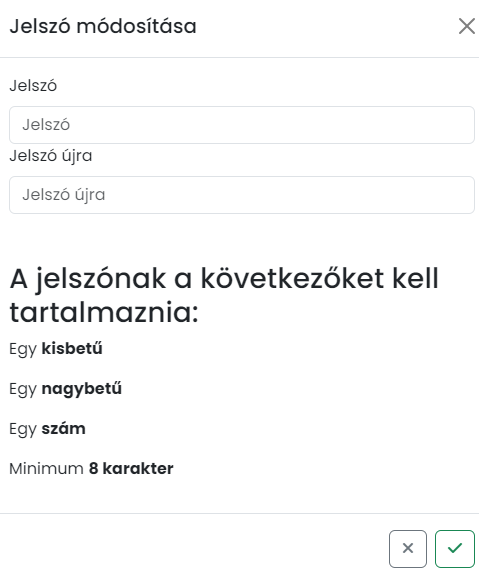 Jelszó módosítása
Jelszó
Jelszó
Jelszó újra
Jelszó újra
A jelszónak a következőket kell
tartalmaznia:
Egy kisbetű
Egy nagybetű
Egy szám
Minimum 8 karakter